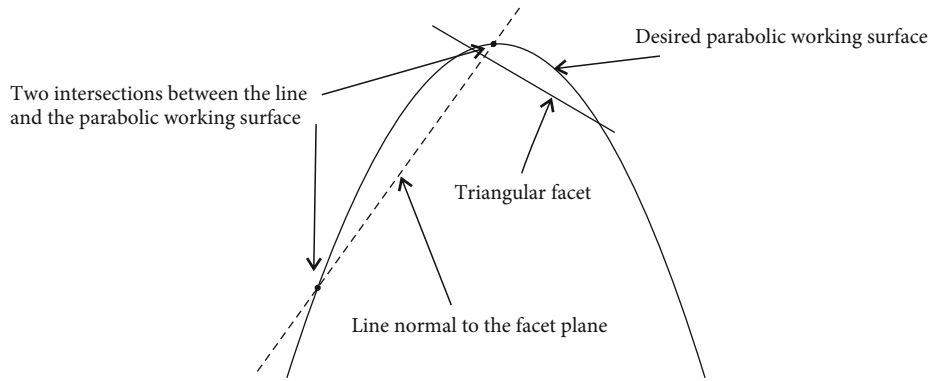 Desired parabolic working surface
Two intersections between the line
and the parabolic working surface
Triangular facet
Line normal to the facet plane